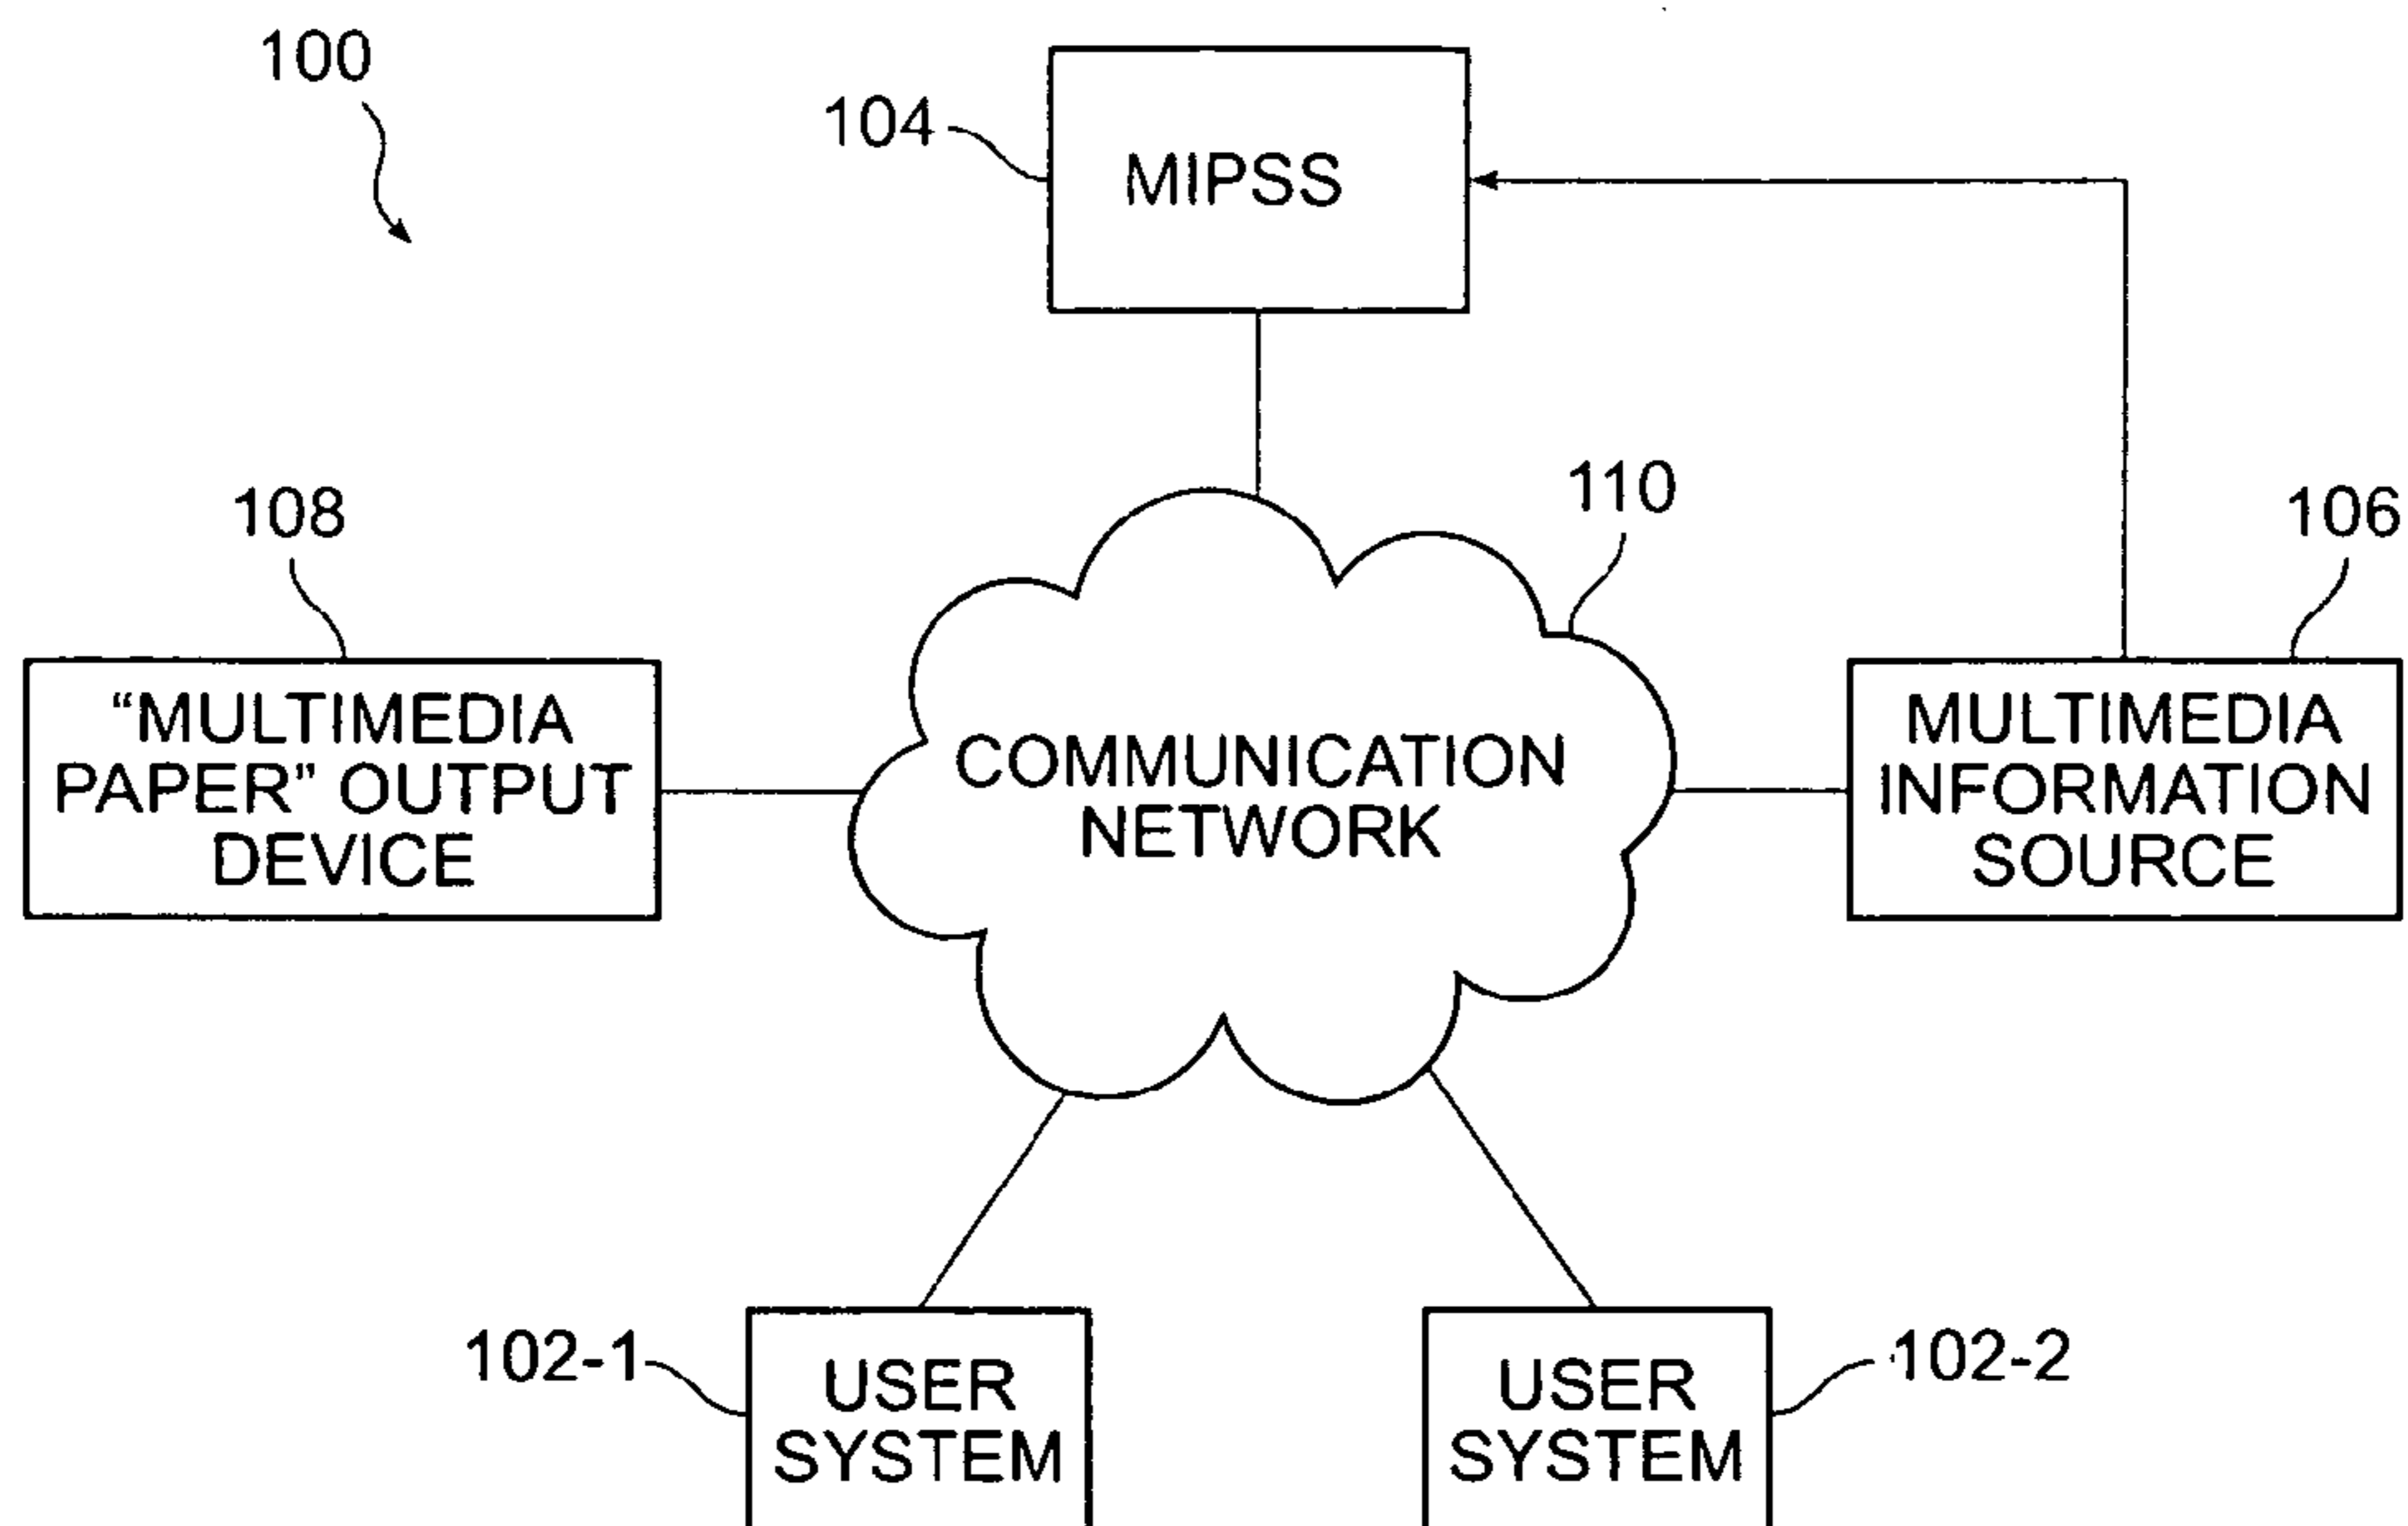 100
104
MIPSS
108
110
106
“MULTIMEDIA
PAPER” OUTPUT
DEVICE
COMMUNICATION
NETWORK
MULTIMEDIA
INFORMATION
SOURCE
102-1
USER
SYSTEM
USER
SYSTEM
102-2